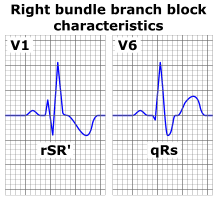 Right bundle branch block
characteristics
V1 V6
rSR' qRs